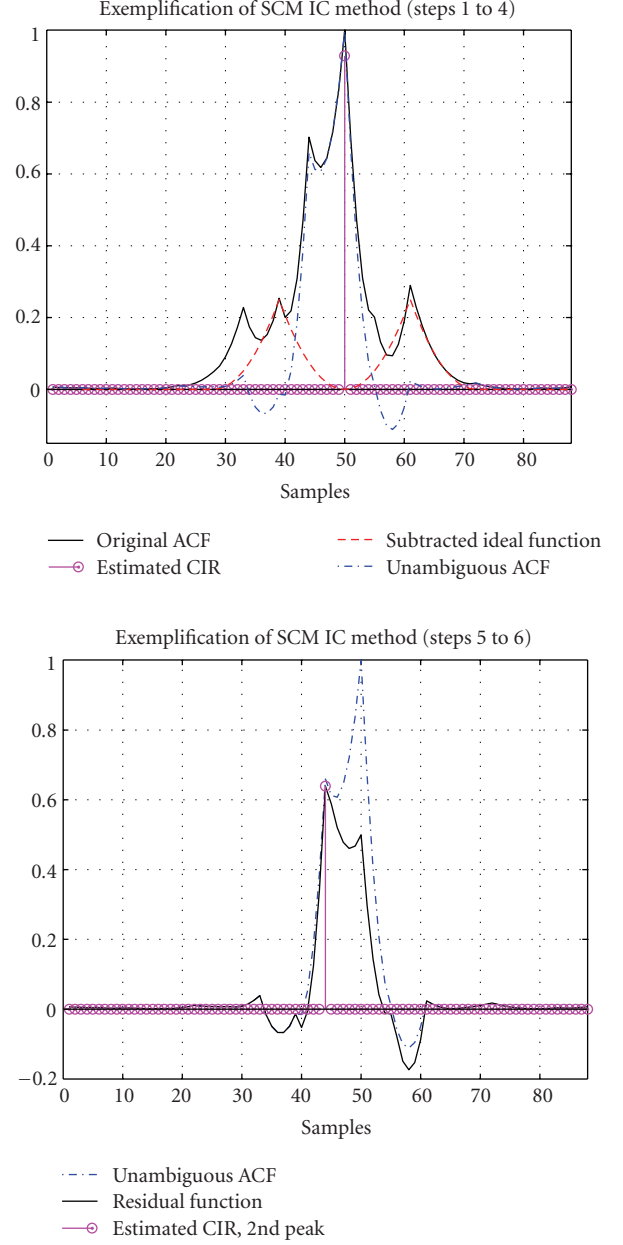 Exemplification of SCM IC method (steps 1 to 4)
1
0.8
0.6
0.4
0.2
0
0 10 20 30 40 50 60 70 80
Samples
Original ACF
Estimated CIR
Subtracted ideal function
Unambiguous ACF
Exemplification of SCM IC method (steps 5 to 6)
1
0.8
0.6
0.4
0.2
0
−0.2
0 10 20 30 40 50 60 70 80
Samples
Unambiguous ACF
Residual function
Estimated CIR, 2nd peak